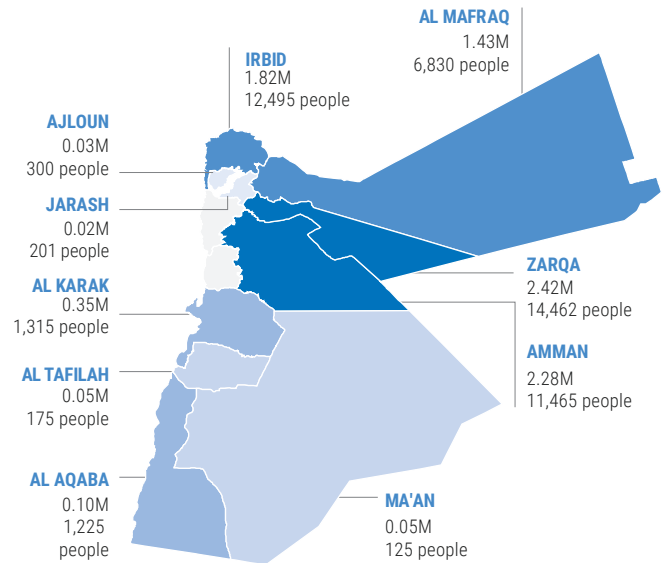 AL MAFRAQ
1.43M
6,830 people
IRBID
1.82M
12,495 people
AJLOUN
0.03M
300 people
JARASH
0.02M
201 people
AL KARAK
0.35M
1,315 people
AL TAFILAH
0.05M
175 people
AL AQABA
0.10M
1,225
people
ZARQA
2.42M
14,462 people
AMMAN
2.28M
11,465 people
MA'AN
0.05M
125 people